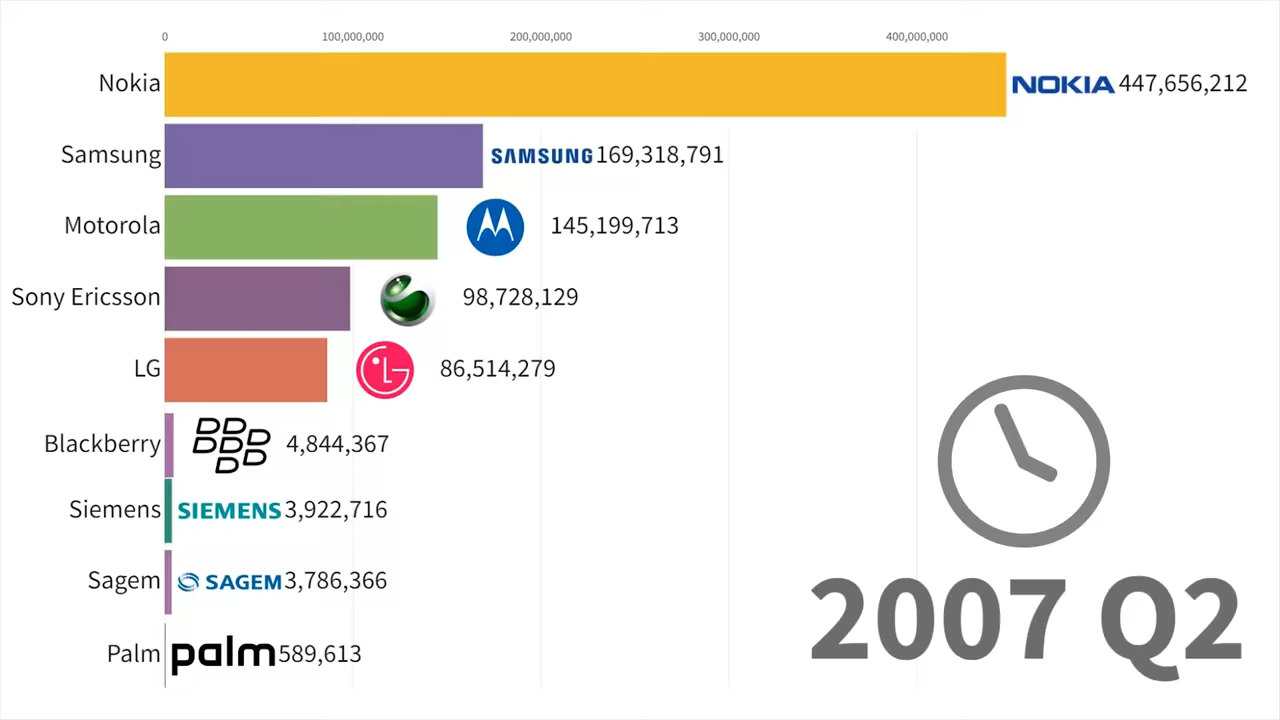 0 100,000,000 200,000,000 300,000,000 400,000,000
Nokia NOKIA 447,656,212
Samsung SAMSUNG 169,318,791
Motorola 145,199,713
Sony Ericsson 98,728,129
LG LG 86,514,279
Blackberry 4,844,367
Siemens SIEMENS 3,922,716
Sagem SAGEM 3,786,366
Palm palm 589,613
2007 Q2